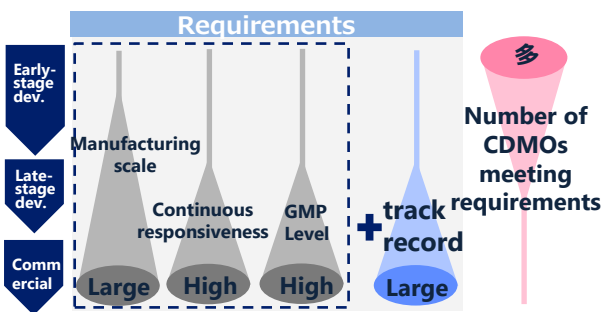 Requirements
Early-
stage
dev.
Late-
stage
dev.
Comm
ercial
Manufacturing
scale
Continuous
responsiveness
GMP
Level
+
track
record
Large
High
High
Large
多
Number of
CDMOs
meeting
requirements